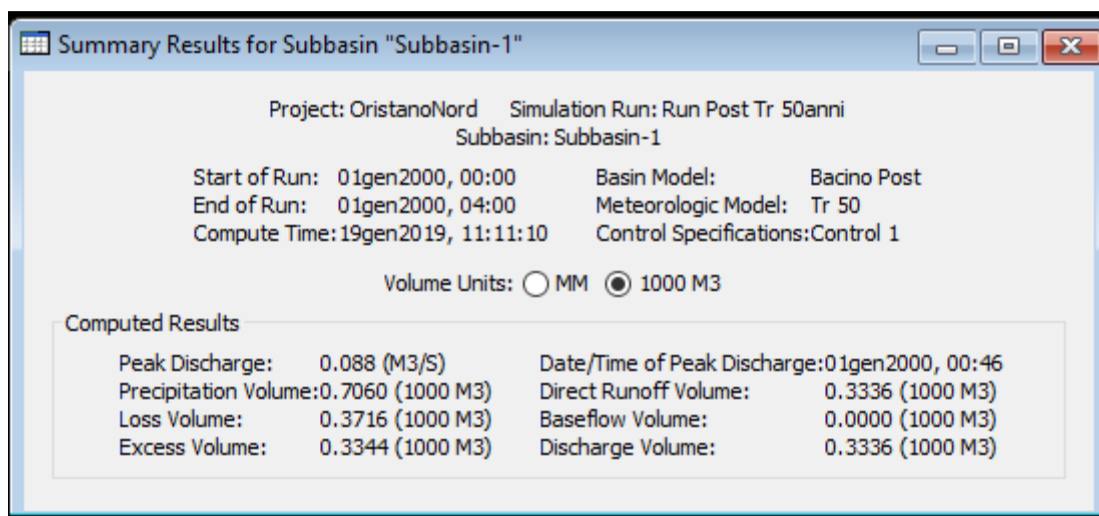 Summary Results for Subbasin "Subbasin-1"
Project: OristanoNord Simulation Run: Run Post Tr 50anni
Subbasin: Subbasin-1
Start of Run: 01gen2000, 00:00 Basin Model: Bacino Post
End of Run: 01gen2000, 04:00 Meteorologic Model: Tr 50
Compute Time:19gen2019, 11:11:10 Control Specifications:Control 1
Volume Units: MM 1000 M3
Computed Results
Peak Discharge: 0.088 (M3/S) Date/Time of Peak Discharge:01gen2000, 00:46
Precipitation Volume:0.7060 (1000 M3) Direct Runoff Volume: 0.3336 (1000 M3)
Loss Volume: 0.3716 (1000 M3) Baseflow Volume: 0.0000 (1000 M3)
Excess Volume: 0.3344 (1000 M3) Discharge Volume: 0.3336 (1000 M3)